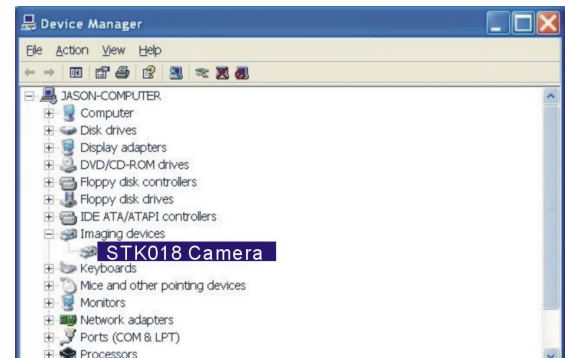 Device Manager
File Action View Help
JASON-COMPUTER
Computer
Disk drives
Display adapters
DVD/CD-ROM drives
Floppy disk controllers
Floppy disk drives
IDE ATA/ATAPI controllers
Imaging devices
STK018 Camera
Keyboards
Mice and other pointing devices
Monitors
Network adapters
Ports (COM & LPT)
Processors